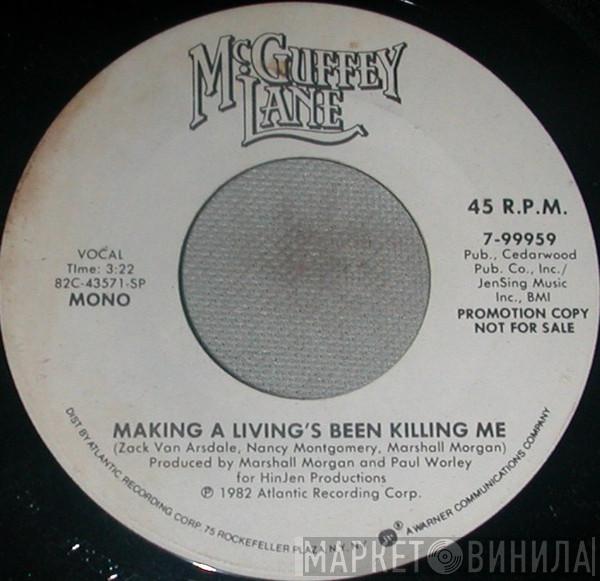 McGUFFEY
LANE
45 R.P.M.
7-99959
Pub., Cedarwood
Pub. Co., Inc./
JenSing Music
Inc., BMI
PROMOTION COPY
NOT FOR SALE
VOCAL
TIme: 3:22
82C-43571-SP
MONO
MAKING A LIVING'S BEEN KILLING ME
(Zack Van Arsdale, Nancy Montgomery, Marshall Morgan)
Produced by Marshall Morgan and Paul Worley
for HinJen Productions
℗ 1982 Atlantic Recording Corp.
DIST BY ATLANTIC RECORDING CORP. 75 ROCKEFELLER PLAZA, N.Y., N.Y. ® A WARNER COMMUNICATIONS COMPANY
МАРКЕТ ВИНИЛА!